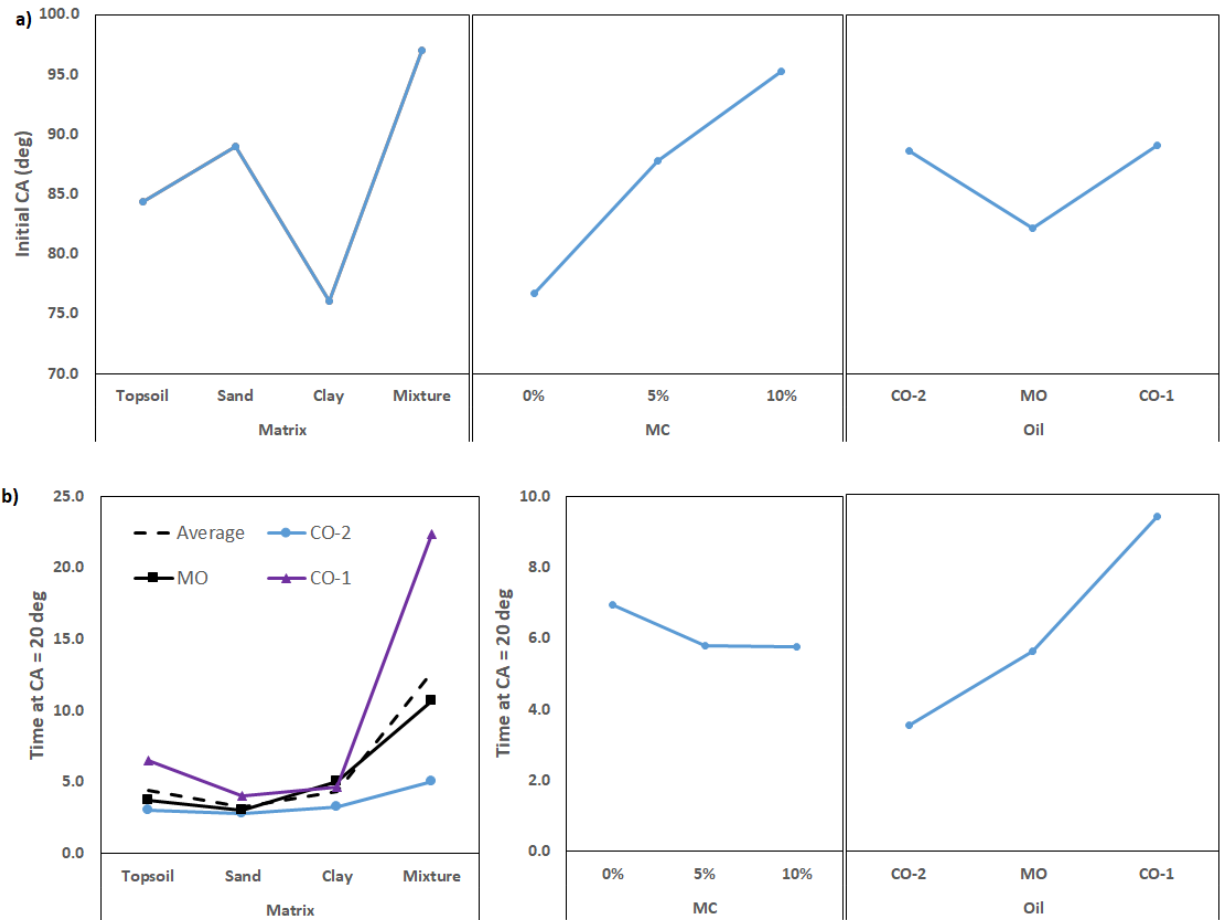 a)
100.0
95.0
90.0
85.0
80.0
75.0
70.0
Initial CA (deg)
Topsoil Sand Clay Mixture
Matrix
0% 5% 10%
MC
CO-2 MO CO-1
Oil
b)
25.0
20.0
15.0
10.0
5.0
0.0
Time at CA = 20 deg
Average CO-2
MO CO-1
Topsoil Sand Clay Mixture
Matrix
10.0
8.0
6.0
4.0
2.0
0.0
Time at CA = 20 deg
0% 5% 10%
MC
CO-2 MO CO-1
Oil